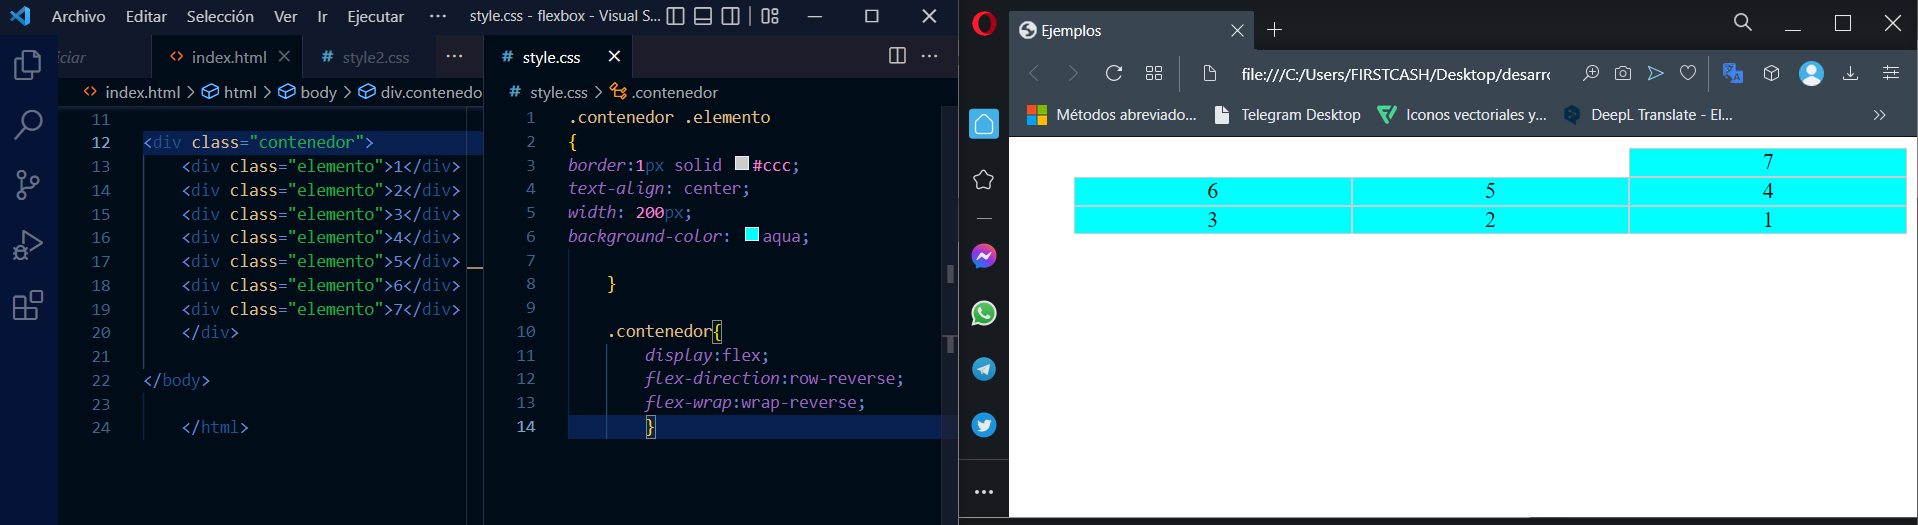 Archivo Editar Selección Ver Ir Ejecutar ··· style.css - flexbox - Visual S...
iciar index.html # style2.css ···
index.html > html > body > div.contenedo
11
12 <div class="contenedor">
13 <div class="elemento">1</div>
14 <div class="elemento">2</div>
15 <div class="elemento">3</div>
16 <div class="elemento">4</div>
17 <div class="elemento">5</div>
18 <div class="elemento">6</div>
19 <div class="elemento">7</div>
20 </div>
21
22 </body>
23
24 </html>
# style.css ···
# style.css > .contenedor
1 .contenedor .elemento
2 {
3 border:1px solid #ccc;
4 text-align: center;
5 width: 200px;
6 background-color: aqua;
7
8 }
9
10 .contenedor{
11 display:flex;
12 flex-direction:row-reverse;
13 flex-wrap:wrap-reverse;
14 }
Ejemplos
file:///C:/Users/FIRSTCASH/Desktop/desarro
Métodos abreviado... Telegram Desktop Iconos vectoriales y... DeepL Translate - El... »
7
6 5 4
3 2 1